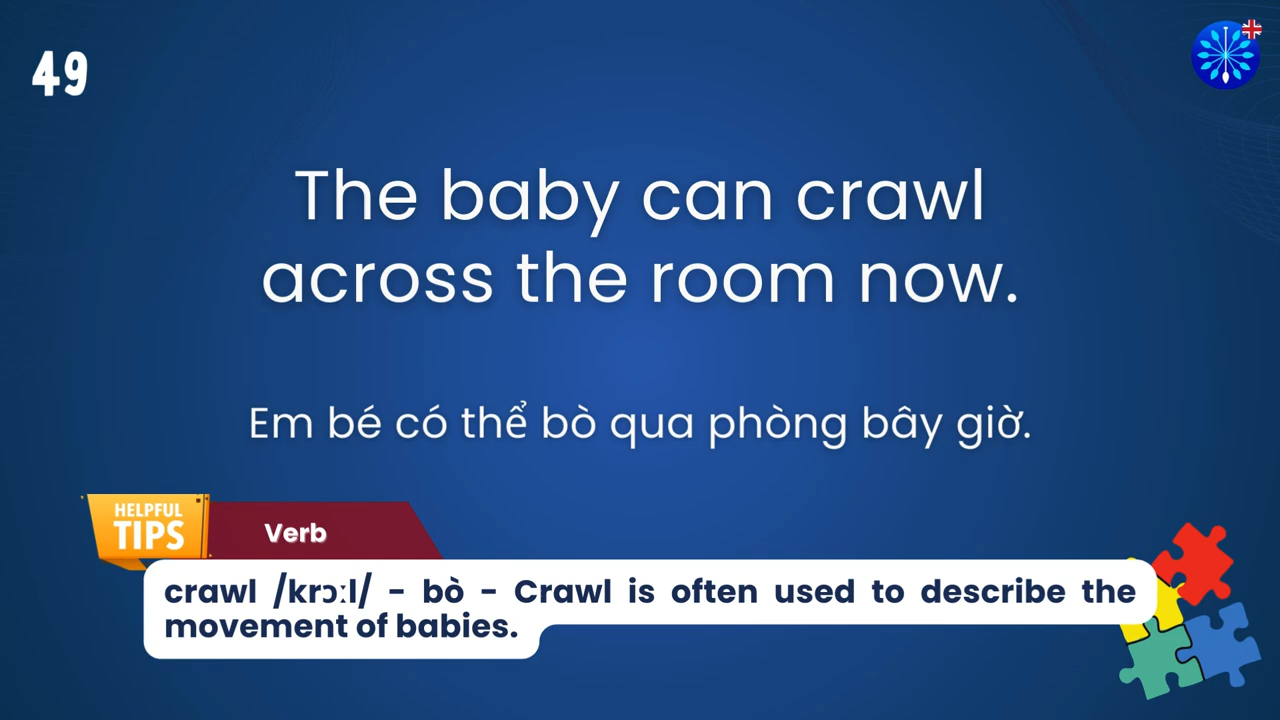 49
The baby can crawl
across the room now.
Em bé có thể bò qua phòng bây giờ.
HELPFUL
TIPS
Verb
crawl /krɔːl/ - bò - Crawl is often used to describe the
movement of babies.